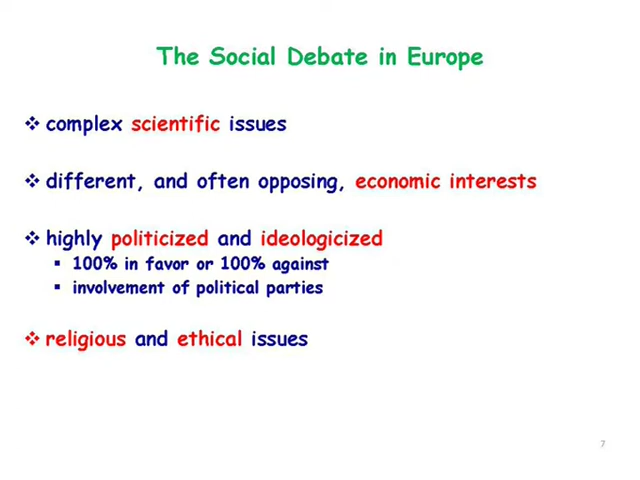 The Social Debate in Europe
❖ complex scientific issues
❖ different, and often opposing, economic interests
❖ highly politicized and ideologicized
▪ 100% in favor or 100% against
▪ involvement of political parties
❖ religious and ethical issues
7